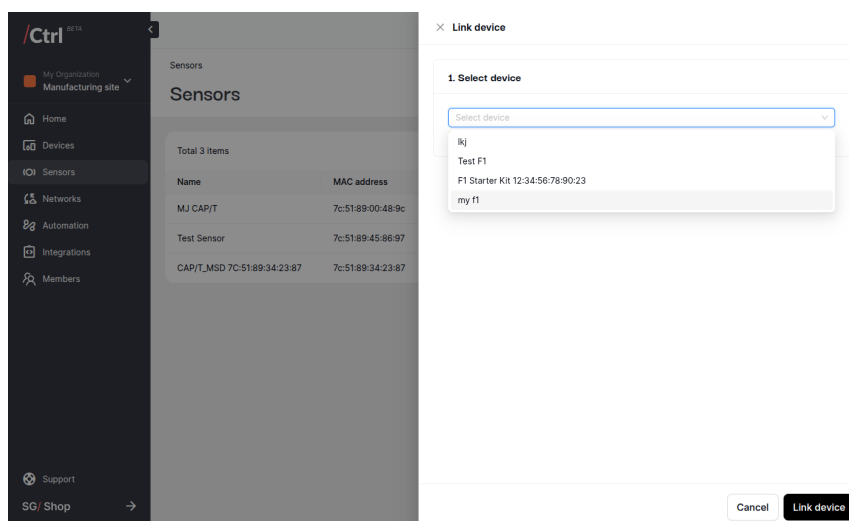 /Ctrl BETA
My Organization
Manufacturing site
Home
Devices
Sensors
Networks
Automation
Integrations
Members
Support
SG/ Shop
Sensors
Sensors
Total 3 items
Name MAC address
MJ CAP/T 7c:51:89:00:48:9c
Test Sensor 7c:51:89:45:86:97
CAP/T_MSD 7C:51:89:34:23:87 7c:51:89:34:23:87
Link device
1. Select device
Select device
lkj
Test F1
F1 Starter Kit 12:34:56:78:90:23
my f1
Cancel Link device